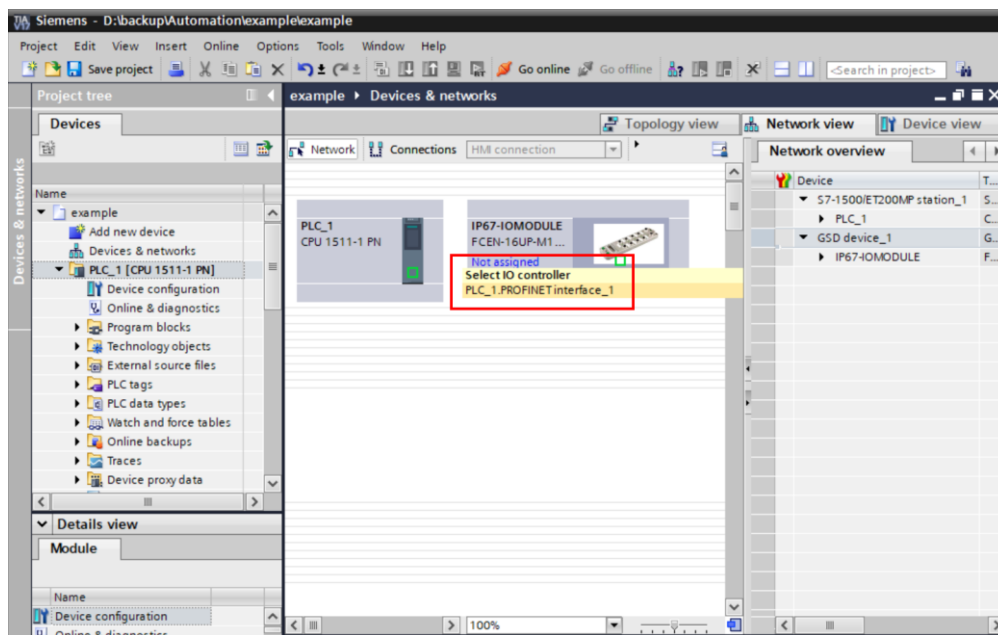 Siemens - D:\backup\Automation\example\example
Project Edit View Insert Online Options Tools Window Help
Save project Go online Go offline <Search in project>
Project tree
example Devices & networks
Devices
Topology view Network view Device view
Network Connections HMI connection
Network overview
Devices & networks
Name
example
Add new device
Devices & networks
PLC_1 [CPU 1511-1 PN]
Device configuration
Online & diagnostics
Program blocks
Technology objects
External source files
PLC tags
PLC data types
Watch and force tables
Online backups
Traces
Device proxy data
Details view
Module
Name
Device configuration
Online & diagnostics
PLC_1
CPU 1511-1 PN
IP67-IOMODULE
FCEN-16UP-M1...
Not assigned
Select IO controller
PLC_1.PROFINET interface_1
100%
Device T...
S7-1500/ET200MP station_1 S...
PLC_1 C...
GSD device_1 G...
IP67-IOMODULE F...